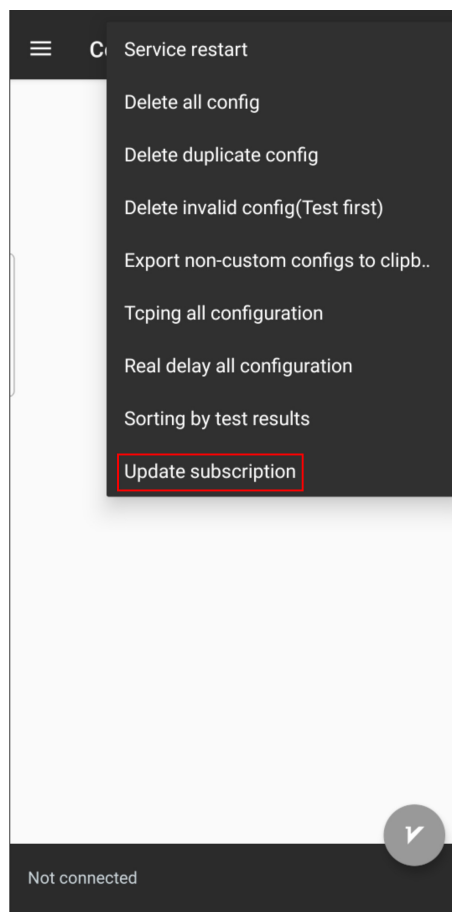 Service restart
Delete all config
Delete duplicate config
Delete invalid config(Test first)
Export non-custom configs to clipb..
Tcping all configuration
Real delay all configuration
Sorting by test results
Update subscription
Not connected